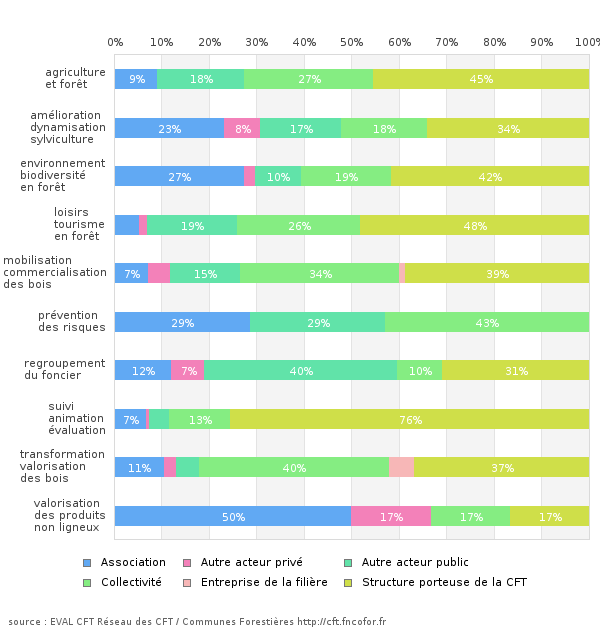 0% 10% 20% 30% 40% 50% 60% 70% 80% 90% 100%
agriculture
et forêt
9% 18% 27% 45%
amélioration
dynamisation
sylviculture
23% 8% 17% 18% 34%
environnement
biodiversité
en forêt
27% 10% 19% 42%
loisirs
tourisme
en forêt
19% 26% 48%
mobilisation
commercialisation
des bois
7% 15% 34% 39%
prévention
des risques
29% 29% 43%
regroupement
du foncier
12% 7% 40% 10% 31%
suivi
animation
évaluation
7% 13% 76%
transformation
valorisation
des bois
11% 40% 37%
valorisation
des produits
non ligneux
50% 17% 17% 17%
Association Autre acteur privé Autre acteur public
Collectivité Entreprise de la filière Structure porteuse de la CFT
source : EVAL CFT Réseau des CFT / Communes Forestières http://cft.fncofor.fr